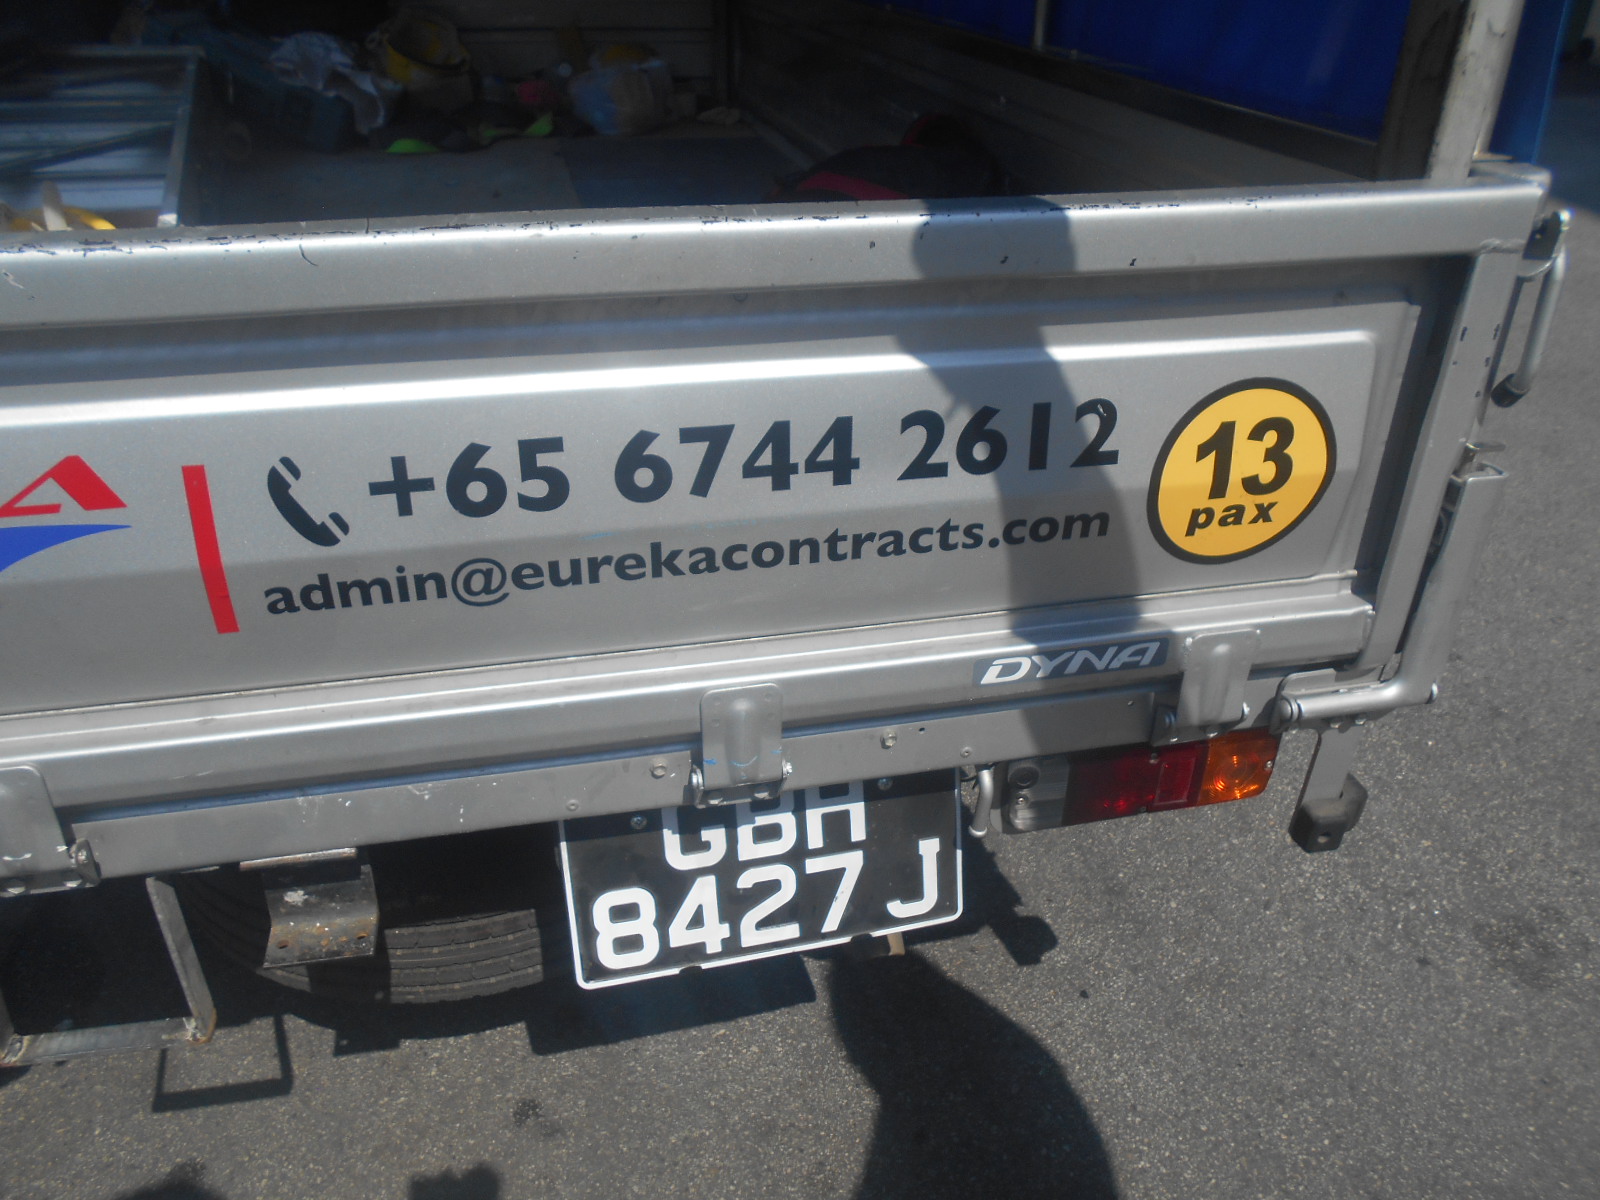 A
+65 6744 2612
admin@eurekacontracts.com
13
pax
DYNA
GBH
8427 J